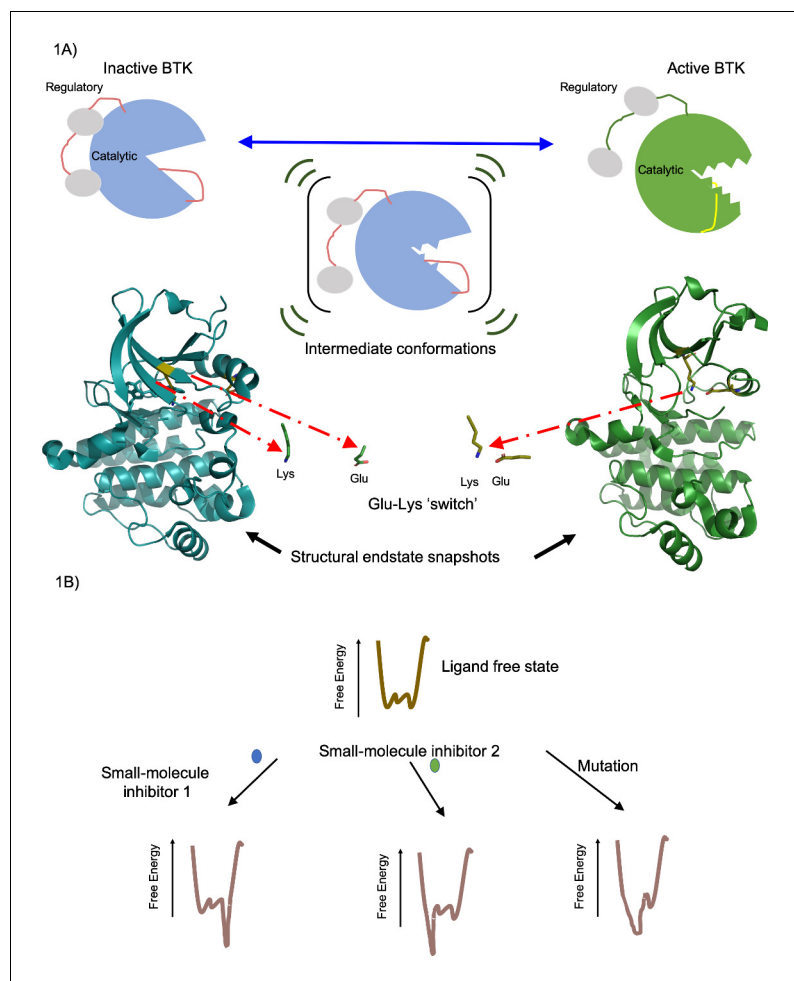 1A)
Inactive BTK
Active BTK
Regulatory
Regulatory
Catalytic
Catalytic
Intermediate conformations
Lys
Glu
Lys
Glu
Glu-Lys ‘switch’
Structural endstate snapshots
1B)
Free Energy
Ligand free state
Small-molecule
inhibitor 1
Small-molecule inhibitor 2
Mutation
Free Energy
Free Energy
Free Energy